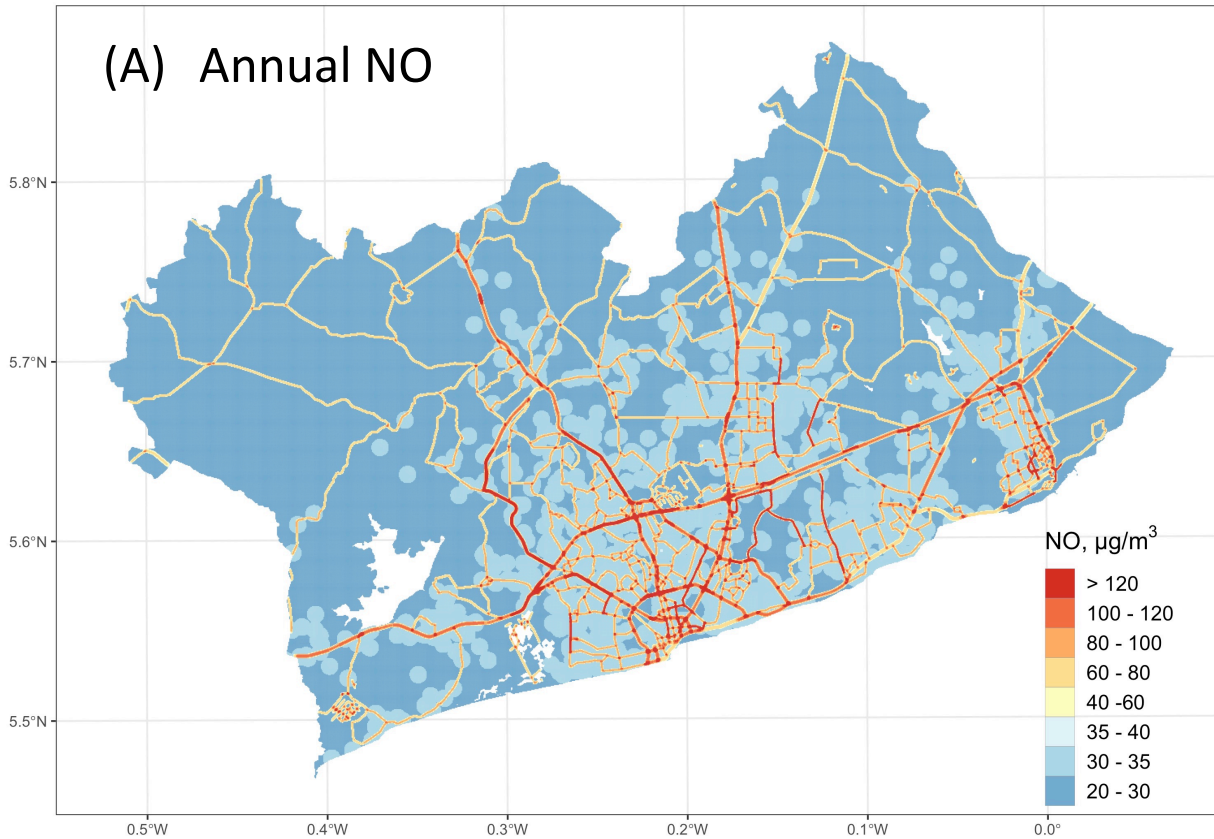 (A) Annual NO
5.8°N
5.7°N
5.6°N
5.5°N
NO, µg/m³
> 120
100 - 120
80 - 100
60 - 80
40 -60
35 - 40
30 - 35
20 - 30
0.5°W
0.4°W
0.3°W
0.2°W
0.1°W
0.0°